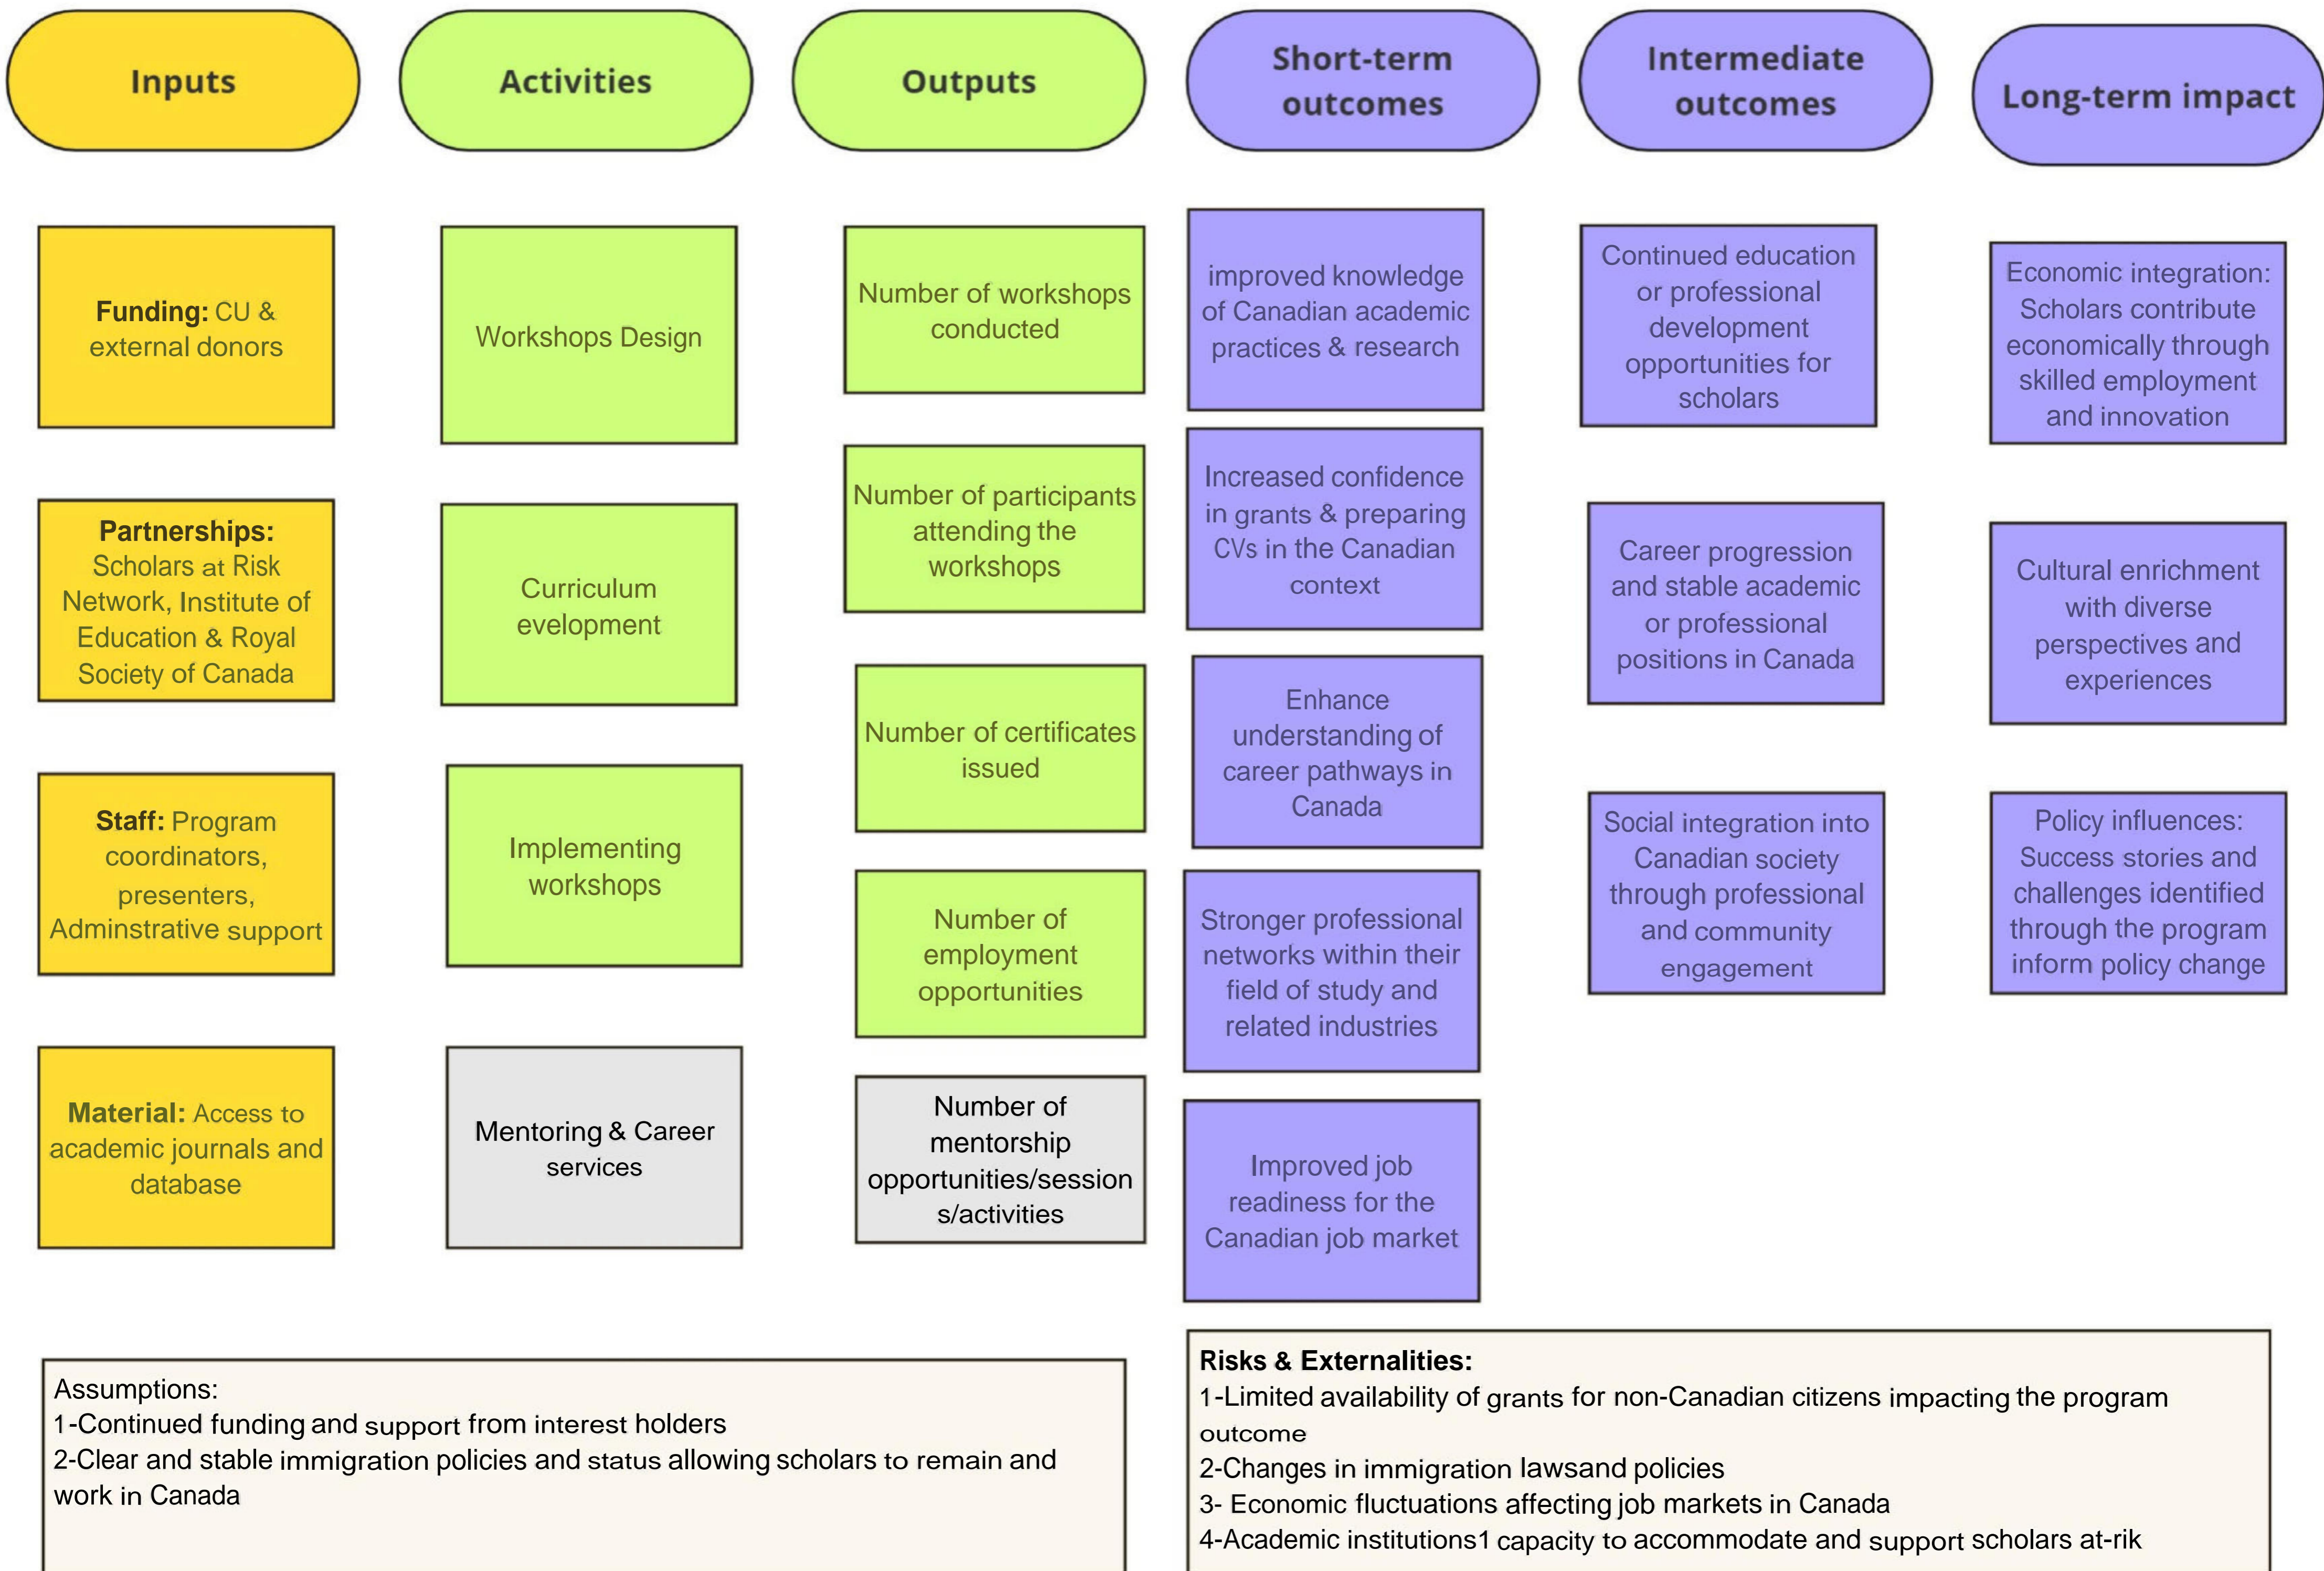 Inputs
Activities
Outputs
Short-term
outcomes
Intermediate
outcomes
Long-term impact
Funding: CU &
external donors
Partnerships:
Scholars at Risk
Network, Institute of
Education & Royal
Society of Canada
Staff: Program
coordinators,
presenters,
Adminstrative support
Material: Access to
academic journals and
database
Workshops Design
Curriculum
evelopment
Implementing
workshops
Mentoring & Career
services
Number of workshops
conducted
Number of participants
attending the
workshops
Number of certificates
issued
Number of
employment
opportunities
Number of
mentorship
opportunities/session
s/activities
improved knowledge
of Canadian academic
practices & research
Increased confidence
in grants & preparing
CVs in the Canadian
context
Enhance
understanding of
career pathways in
Canada
Stronger professional
networks within their
field of study and
related industries
Improved job
readiness for the
Canadian job market
Continued education
or professional
development
opportunities for
scholars
Career progression
and stable academic
or professional
positions in Canada
Social integration into
Canadian society
through professional
and community
engagement
Economic integration:
Scholars contribute
economically through
skilled employment
and innovation
Cultural enrichment
with diverse
perspectives and
experiences
Policy influences:
Success stories and
challenges identified
through the program
inform policy change
Assumptions:
1-Continued funding and support from interest holders
2-Clear and stable immigration policies and status allowing scholars to remain and
work in Canada
Risks & Externalities:
1-Limited availability of grants for non-Canadian citizens impacting the program
outcome
2-Changes in immigration lawsand policies
3- Economic fluctuations affecting job markets in Canada
4-Academic institutions1 capacity to accommodate and support scholars at-rik